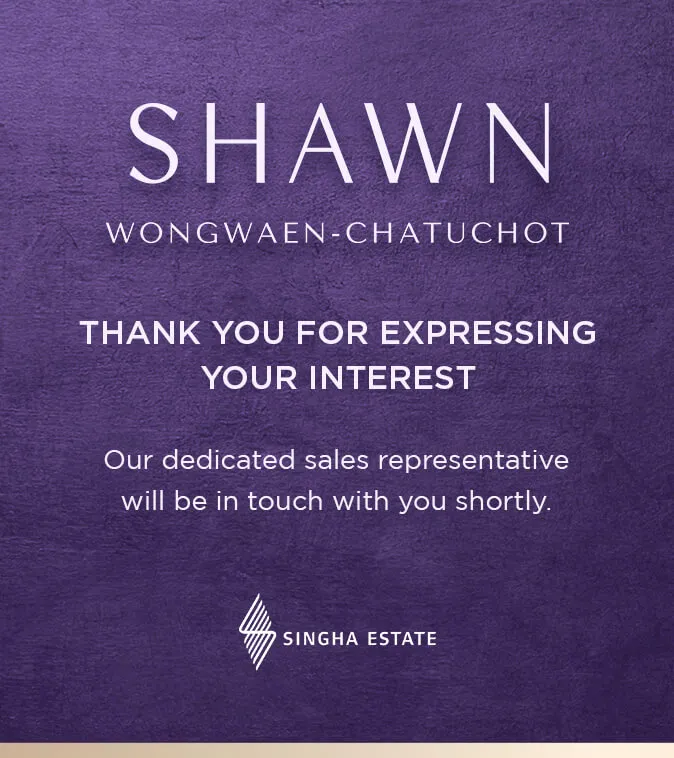 SHAWN
WONGWAEN-CHATUCHOT
THANK YOU FOR EXPRESSING
YOUR INTEREST
Our dedicated sales representative
will be in touch with you shortly.
SINGHA ESTATE